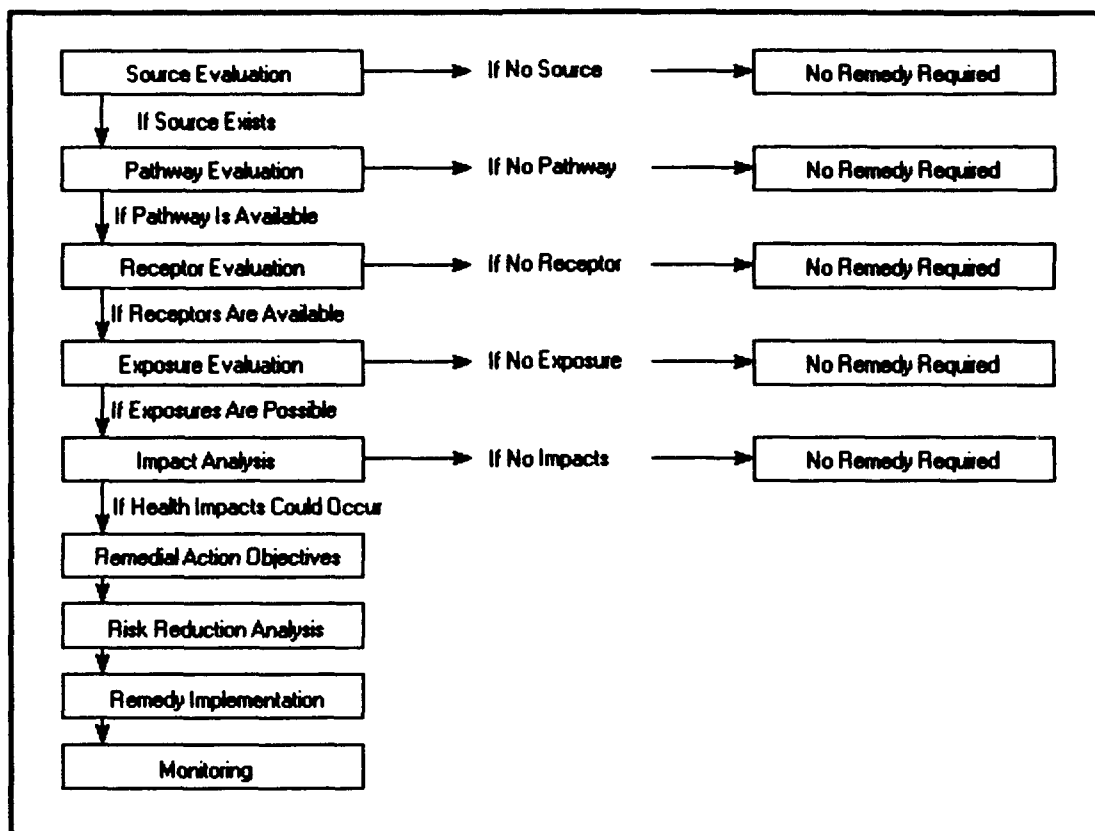 Source Evaluation If No Source No Remedy Required
If Source Exists
Pathway Evaluation If No Pathway No Remedy Required
If Pathway Is Available
Receptor Evaluation If No Receptor No Remedy Required
If Receptors Are Available
Exposure Evaluation If No Exposure No Remedy Required
If Exposures Are Possible
Impact Analysis If No Impacts No Remedy Required
If Health Impacts Could Occur
Remedial Action Objectives
Risk Reduction Analysis
Remedy Implementation
Monitoring